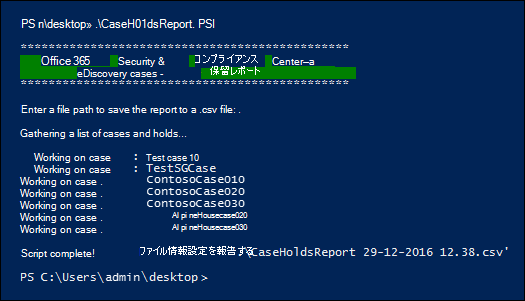 PS n\desktop» .\CaseH01dsReport. PSI
**********************************************
Office 365 Security & コンプライアンス Center—a
eDiscovery cases - 保留レポート
**********************************************
Enter a file path to save the report to a .csv file: .
Gathering a list of cases and holds...
Working on case : Test case 10
Working on case : TestSGCase
Working on case . ContosoCase010
Working on case . ContosoCase020
Working on case . ContosoCase030
Working on case . Al pi neHousecase020
Working on case . Al pi neHousecase030
Script complete! ファイル情報設定を報告する CaseHoldsReport 29-12-2016 12.38.csv'
PS C:\Users\admin\desktop>